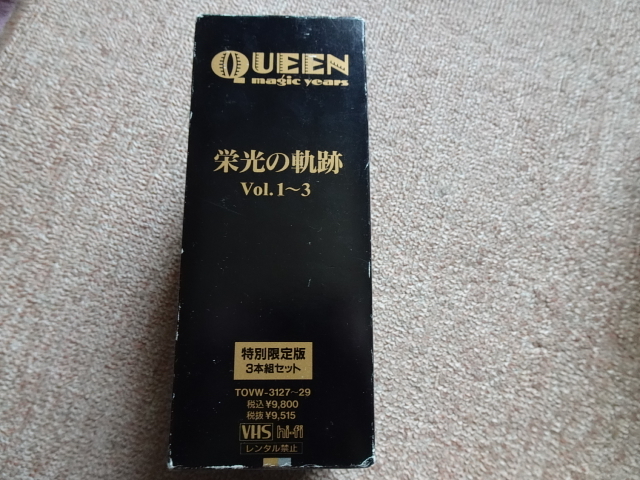 QUEEN
magic years
栄光の軌跡
Vol.1~3
特別限定版
3本組セット
TOVW-3127~29
税込¥9,800
税抜¥9,515
VHS hi-fi
レンタル禁止